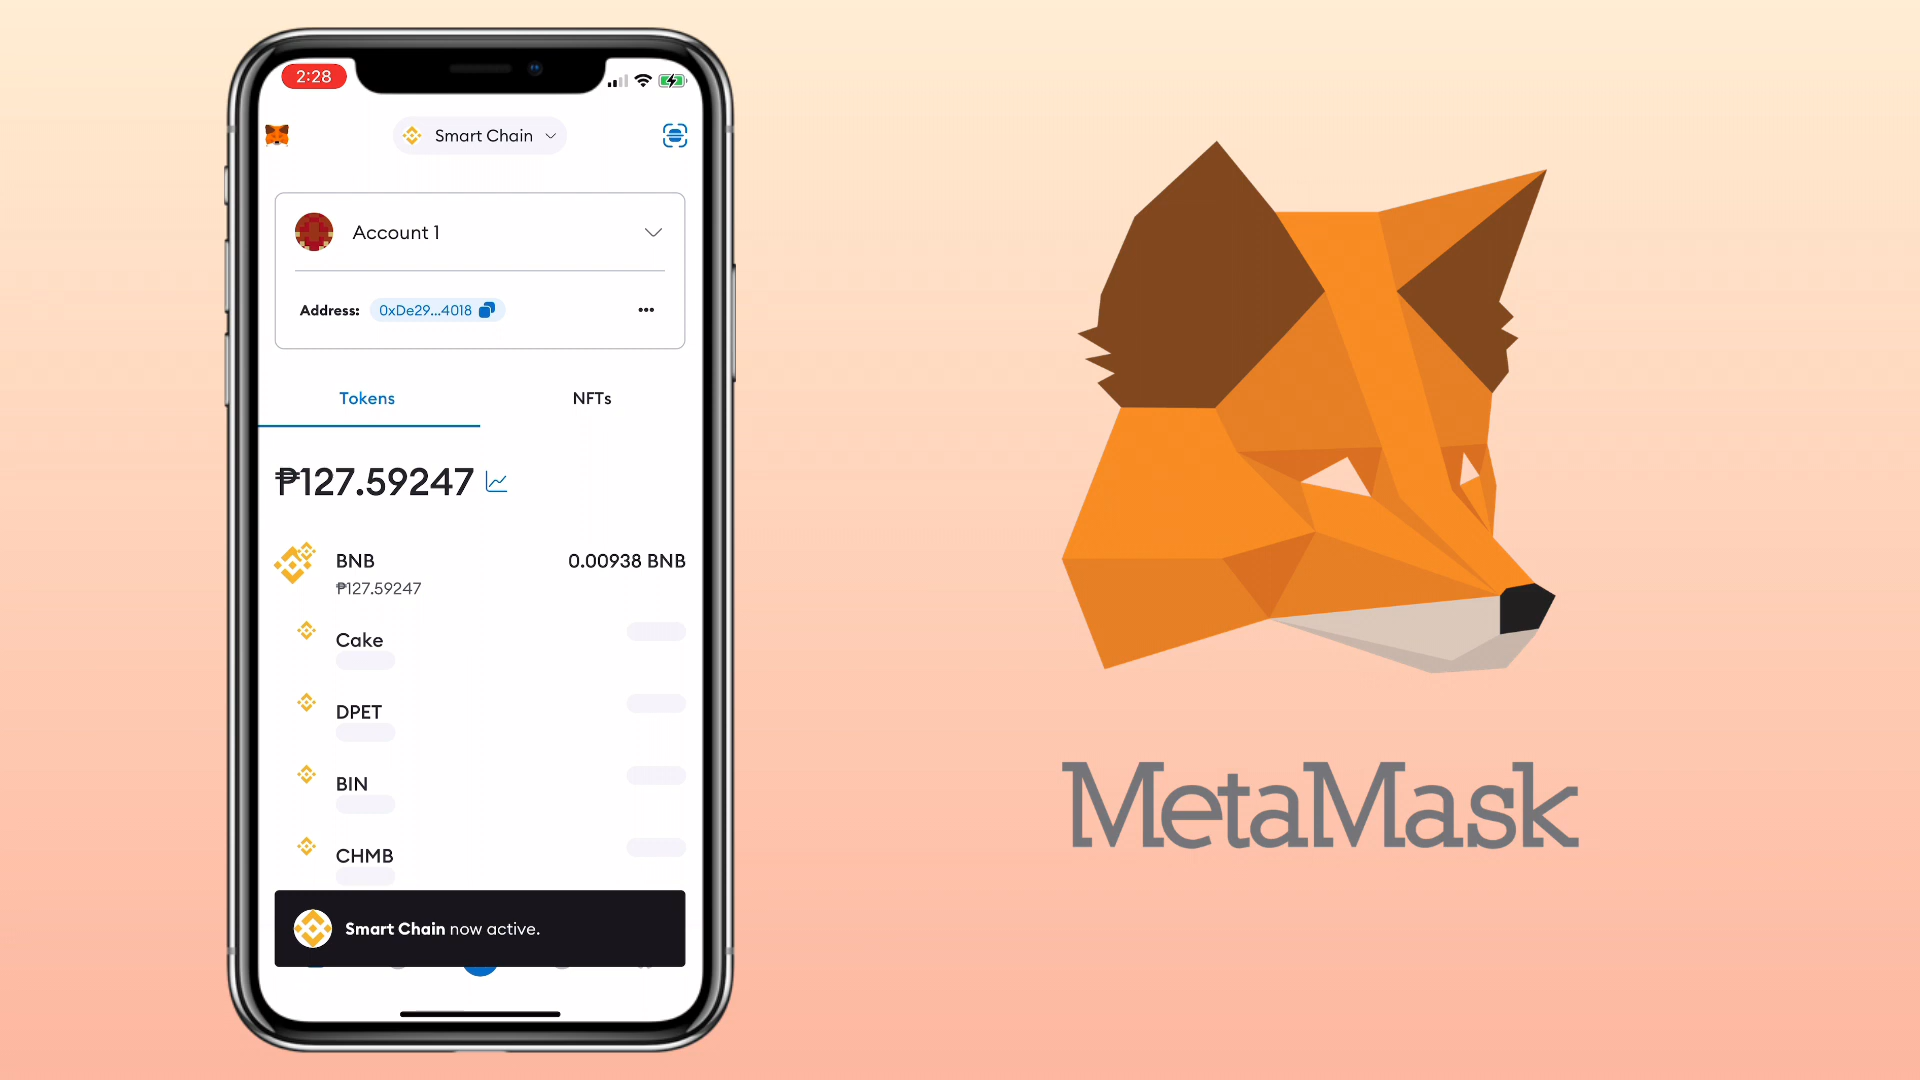 2:28
Smart Chain
Account 1
Address: 0xDe29...4018
Tokens NFTs
₱127.59247
BNB 0.00938 BNB
₱127.59247
Cake
DPET
BIN
CHMB
Smart Chain now active.
MetaMask